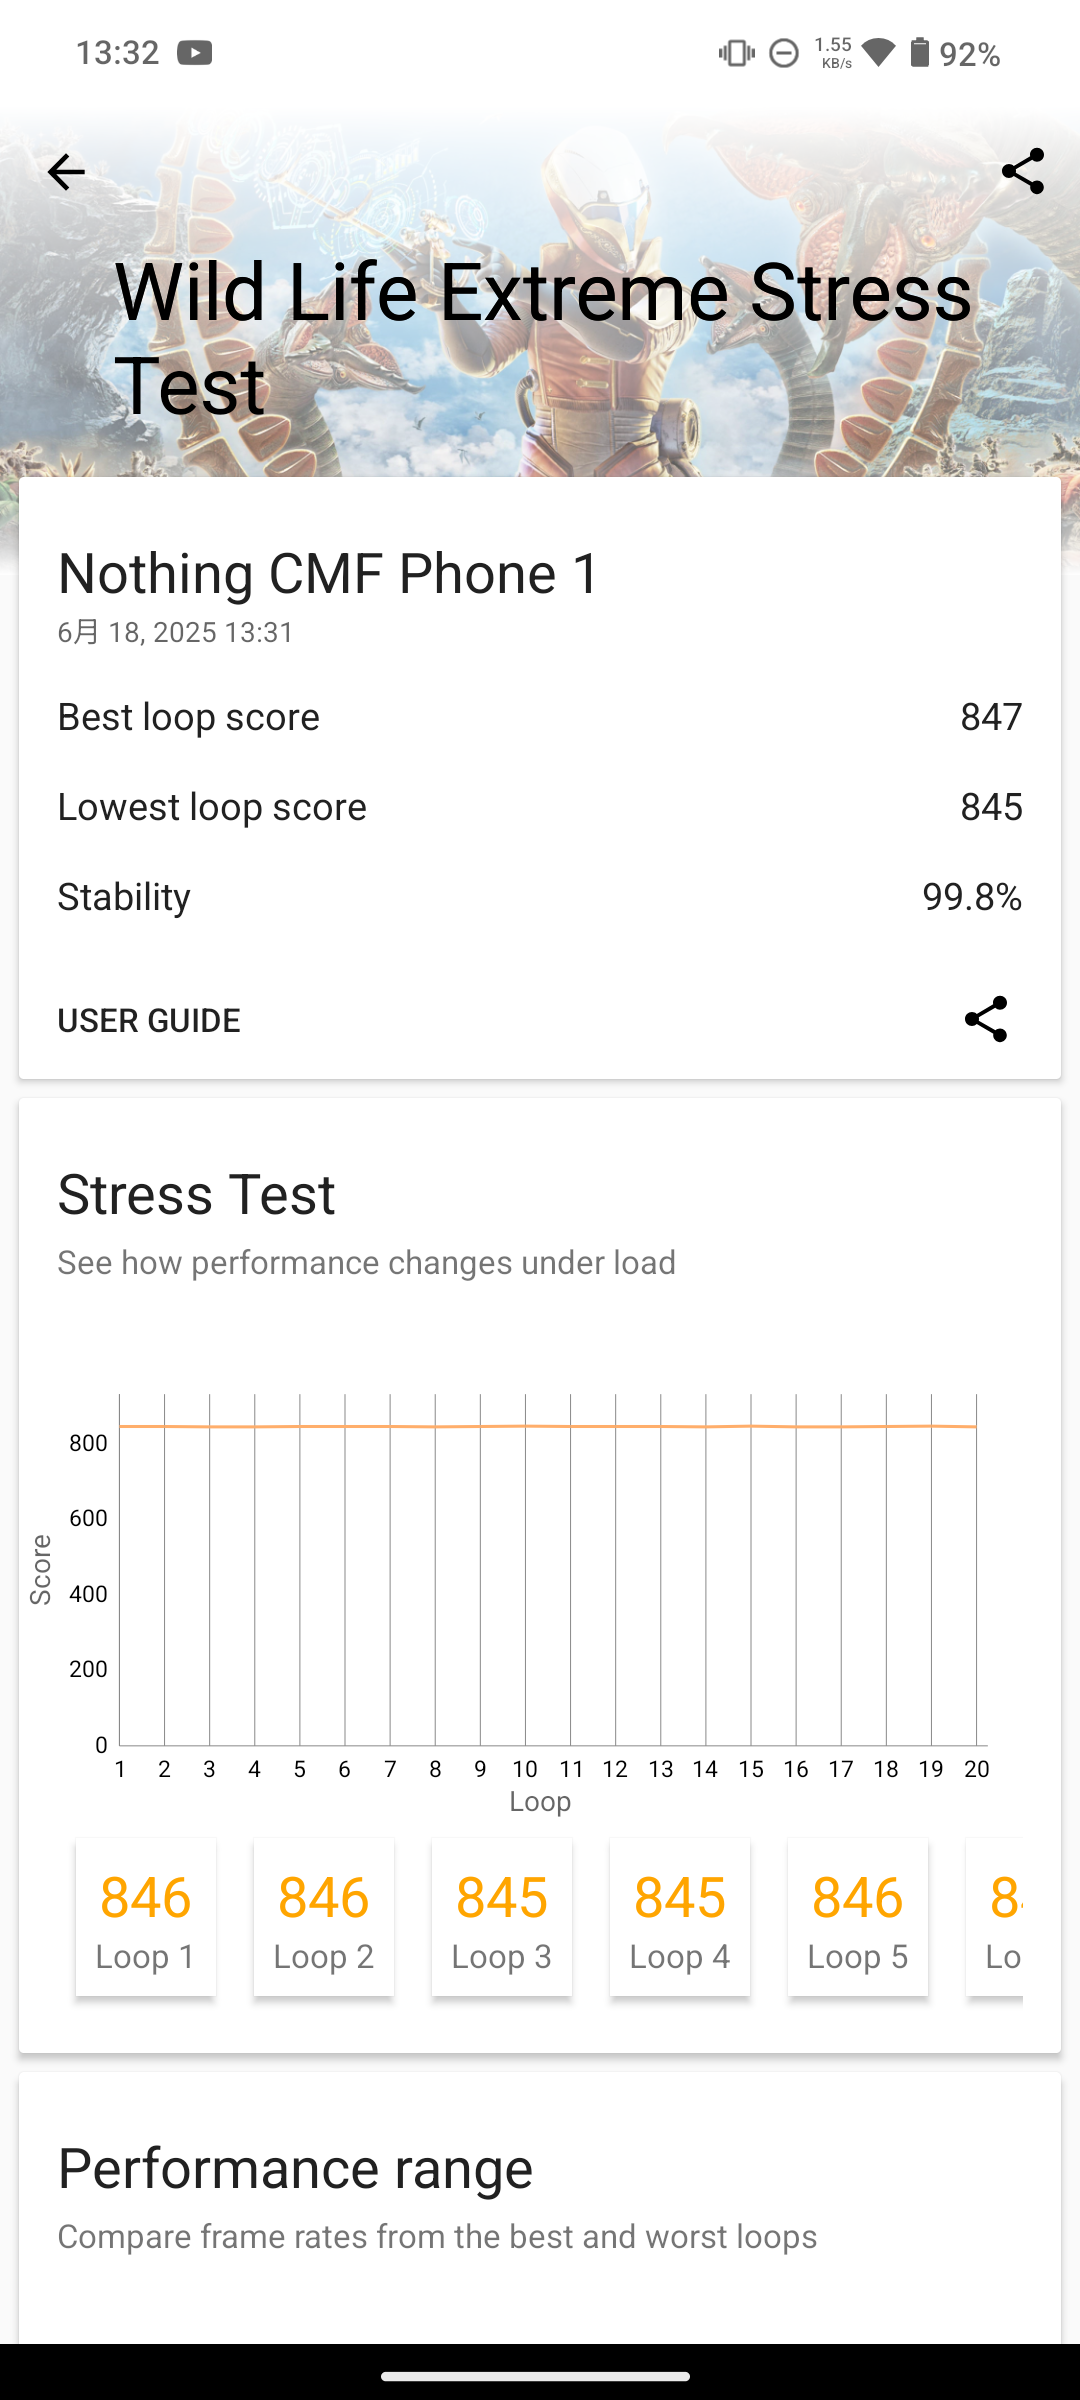 13:32
1.55 KB/s 92%
Wild Life Extreme Stress
Test
Nothing CMF Phone 1
6月 18, 2025 13:31
Best loop score 847
Lowest loop score 845
Stability 99.8%
USER GUIDE
Stress Test
See how performance changes under load
800
600
400
200
0
Score
1 2 3 4 5 6 7 8 9 10 11 12 13 14 15 16 17 18 19 20
Loop
846 846 845 845 846
Loop 1 Loop 2 Loop 3 Loop 4 Loop 5
Performance range
Compare frame rates from the best and worst loops